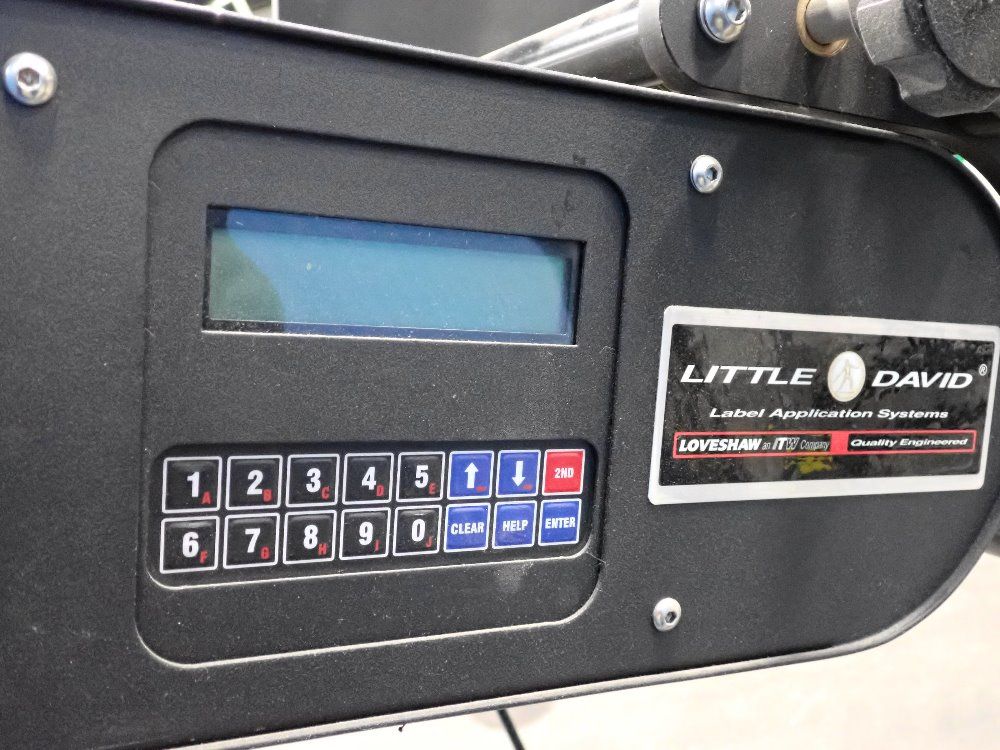 1 A 2 B 3 C 4 D 5 E ↑ ↓ 2ND
6 F 7 G 8 H 9 I 0 J CLEAR HELP ENTER
LITTLE DAVID®
Label Application Systems
LOVESHAW an ITW Company Quality Engineered